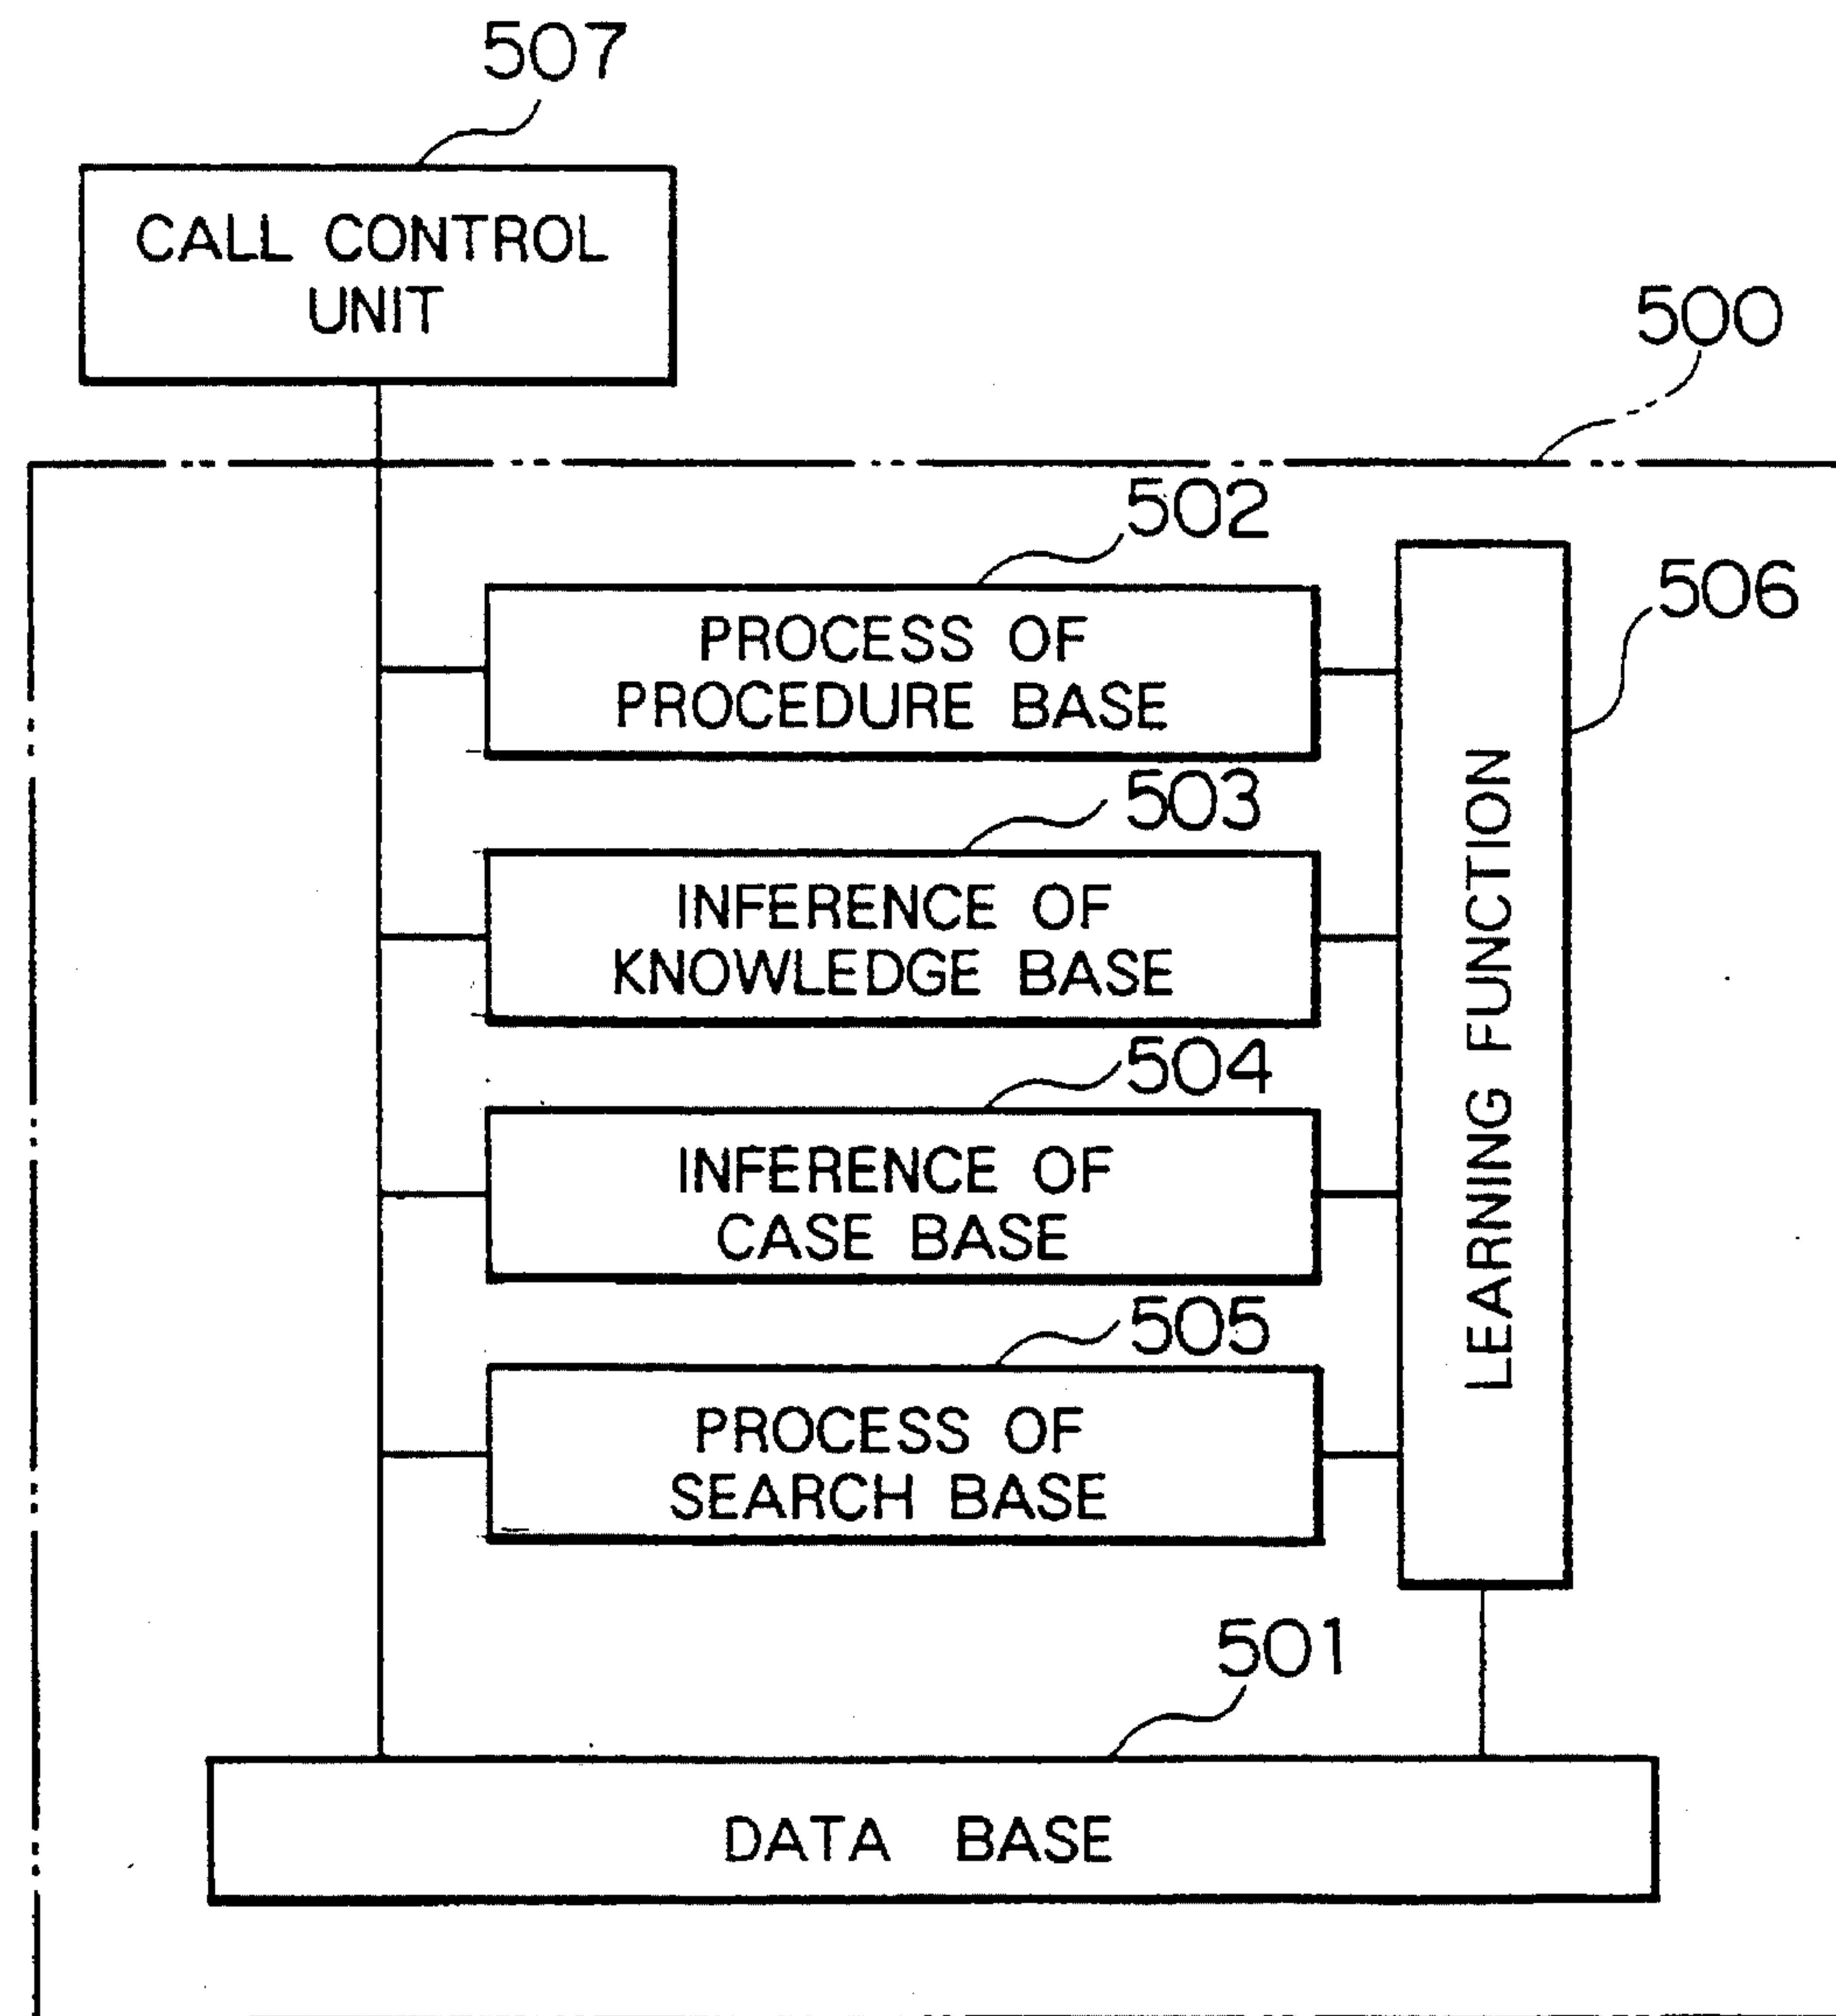 507
CALL CONTROL
UNIT
500
502
PROCESS OF
PROCEDURE BASE
506
503
INFERENCE OF
KNOWLEDGE BASE
LEARNING FUNCTION
504
INFERENCE OF
CASE BASE
505
PROCESS OF
SEARCH BASE
501
DATA BASE